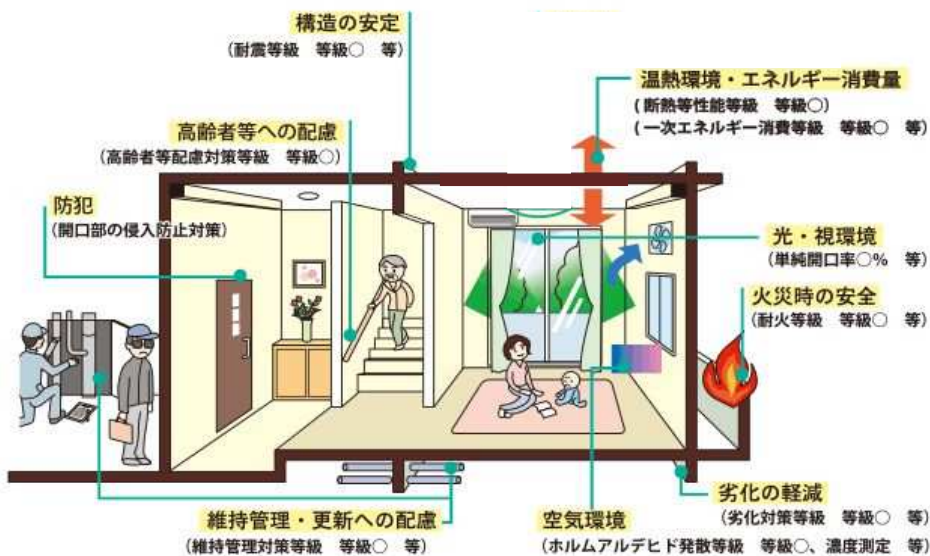 構造の安定
(耐震等級 等級○ 等)
温熱環境・エネルギー消費量
(断熱等性能等級 等級○)
(一次エネルギー消費等級 等級○ 等)
高齢者等への配慮
(高齢者等配慮対策等級 等級○)
防犯
(開口部の侵入防止対策)
光・視環境
(単純開口率○% 等)
火災時の安全
(耐火等級 等級○ 等)
維持管理・更新への配慮
(維持管理対策等級 等級○ 等)
空気環境
(ホルムアルデヒド発散等級 等級○、濃度測定 等)
劣化の軽減
(劣化対策等級 等級○ 等)